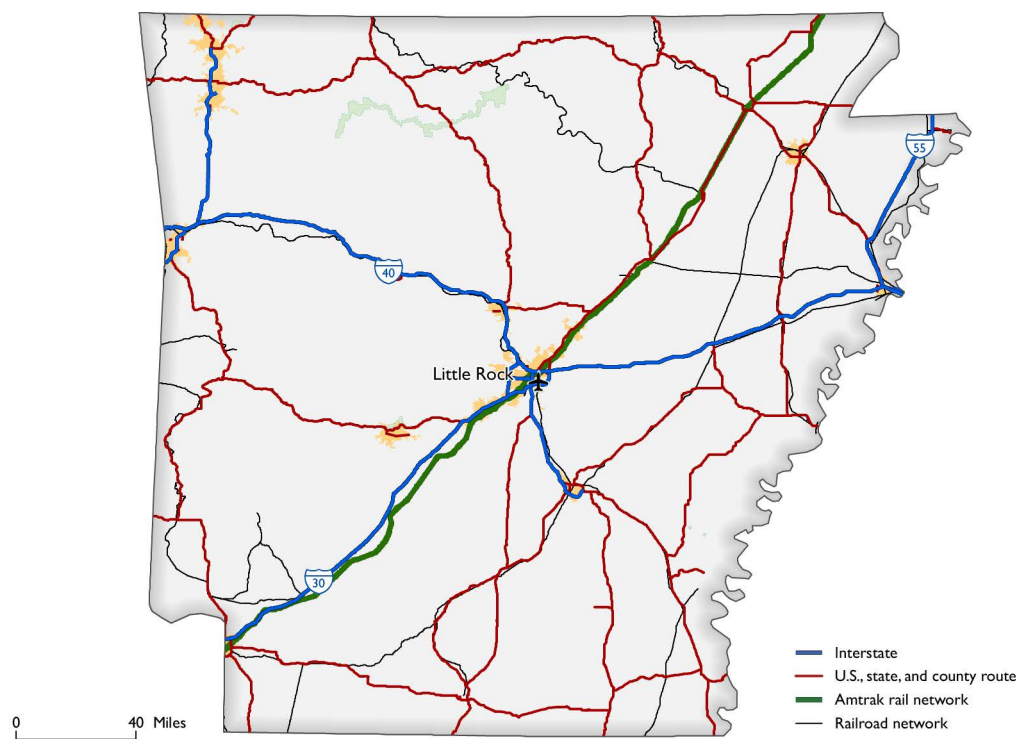 55
40
Little Rock
30
Interstate
U.S., state, and county route
Amtrak rail network
Railroad network
0 40 Miles